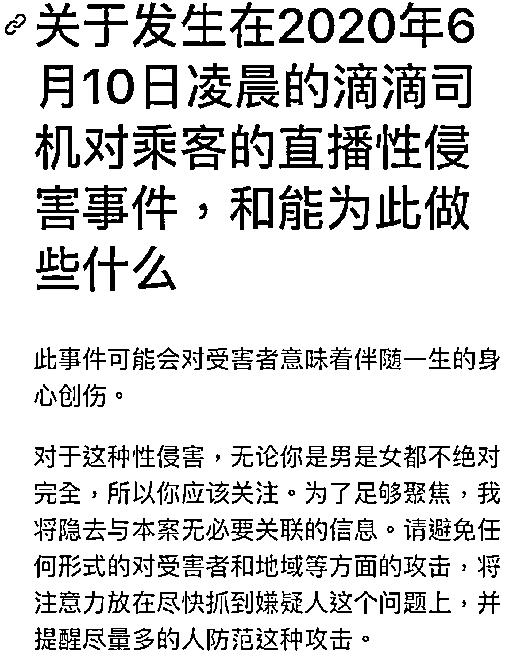 关于发生在2020年6
月10日凌晨的滴滴司
机对乘客的直播性侵
害事件，和能为此做
些什么
此事件可能会对受害者意味着伴随一生的身
心创伤。
对于这种性侵害，无论你是男是女都不绝对
完全，所以你应该关注。为了足够聚焦，我
将隐去与本案无必要关联的信息。请避免任
何形式的对受害者和地域等方面的攻击，将
注意力放在尽快抓到嫌疑人这个问题上，并
提醒尽量多的人防范这种攻击。